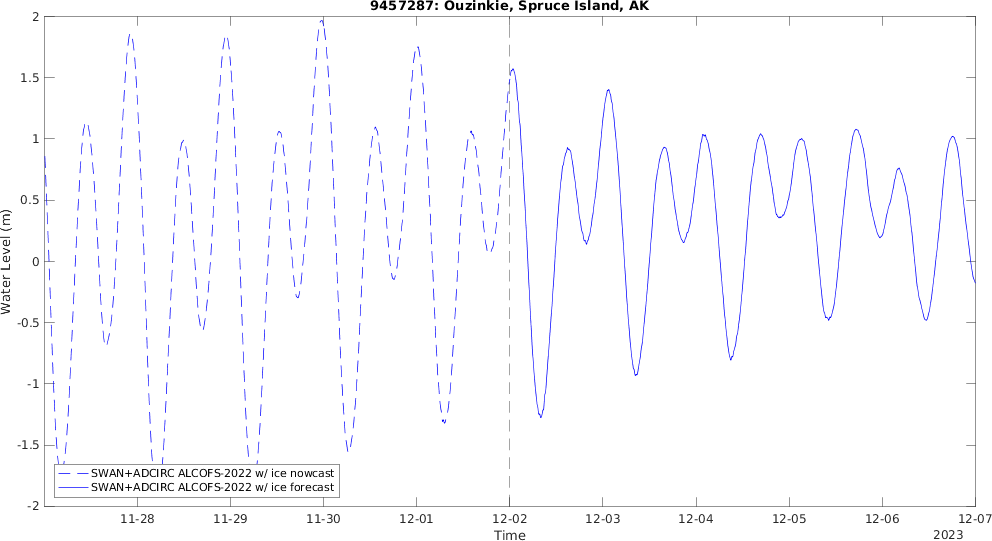 9457287: Ouzinkie, Spruce Island, AK
Water Level (m)
2
1.5
1
0.5
0
-0.5
-1
-1.5
-2
SWAN+ADCIRC ALCOFS-2022 w/ ice nowcast
SWAN+ADCIRC ALCOFS-2022 w/ ice forecast
11-28 11-29 11-30 12-01 12-02 12-03 12-04 12-05 12-06 12-07
Time
2023